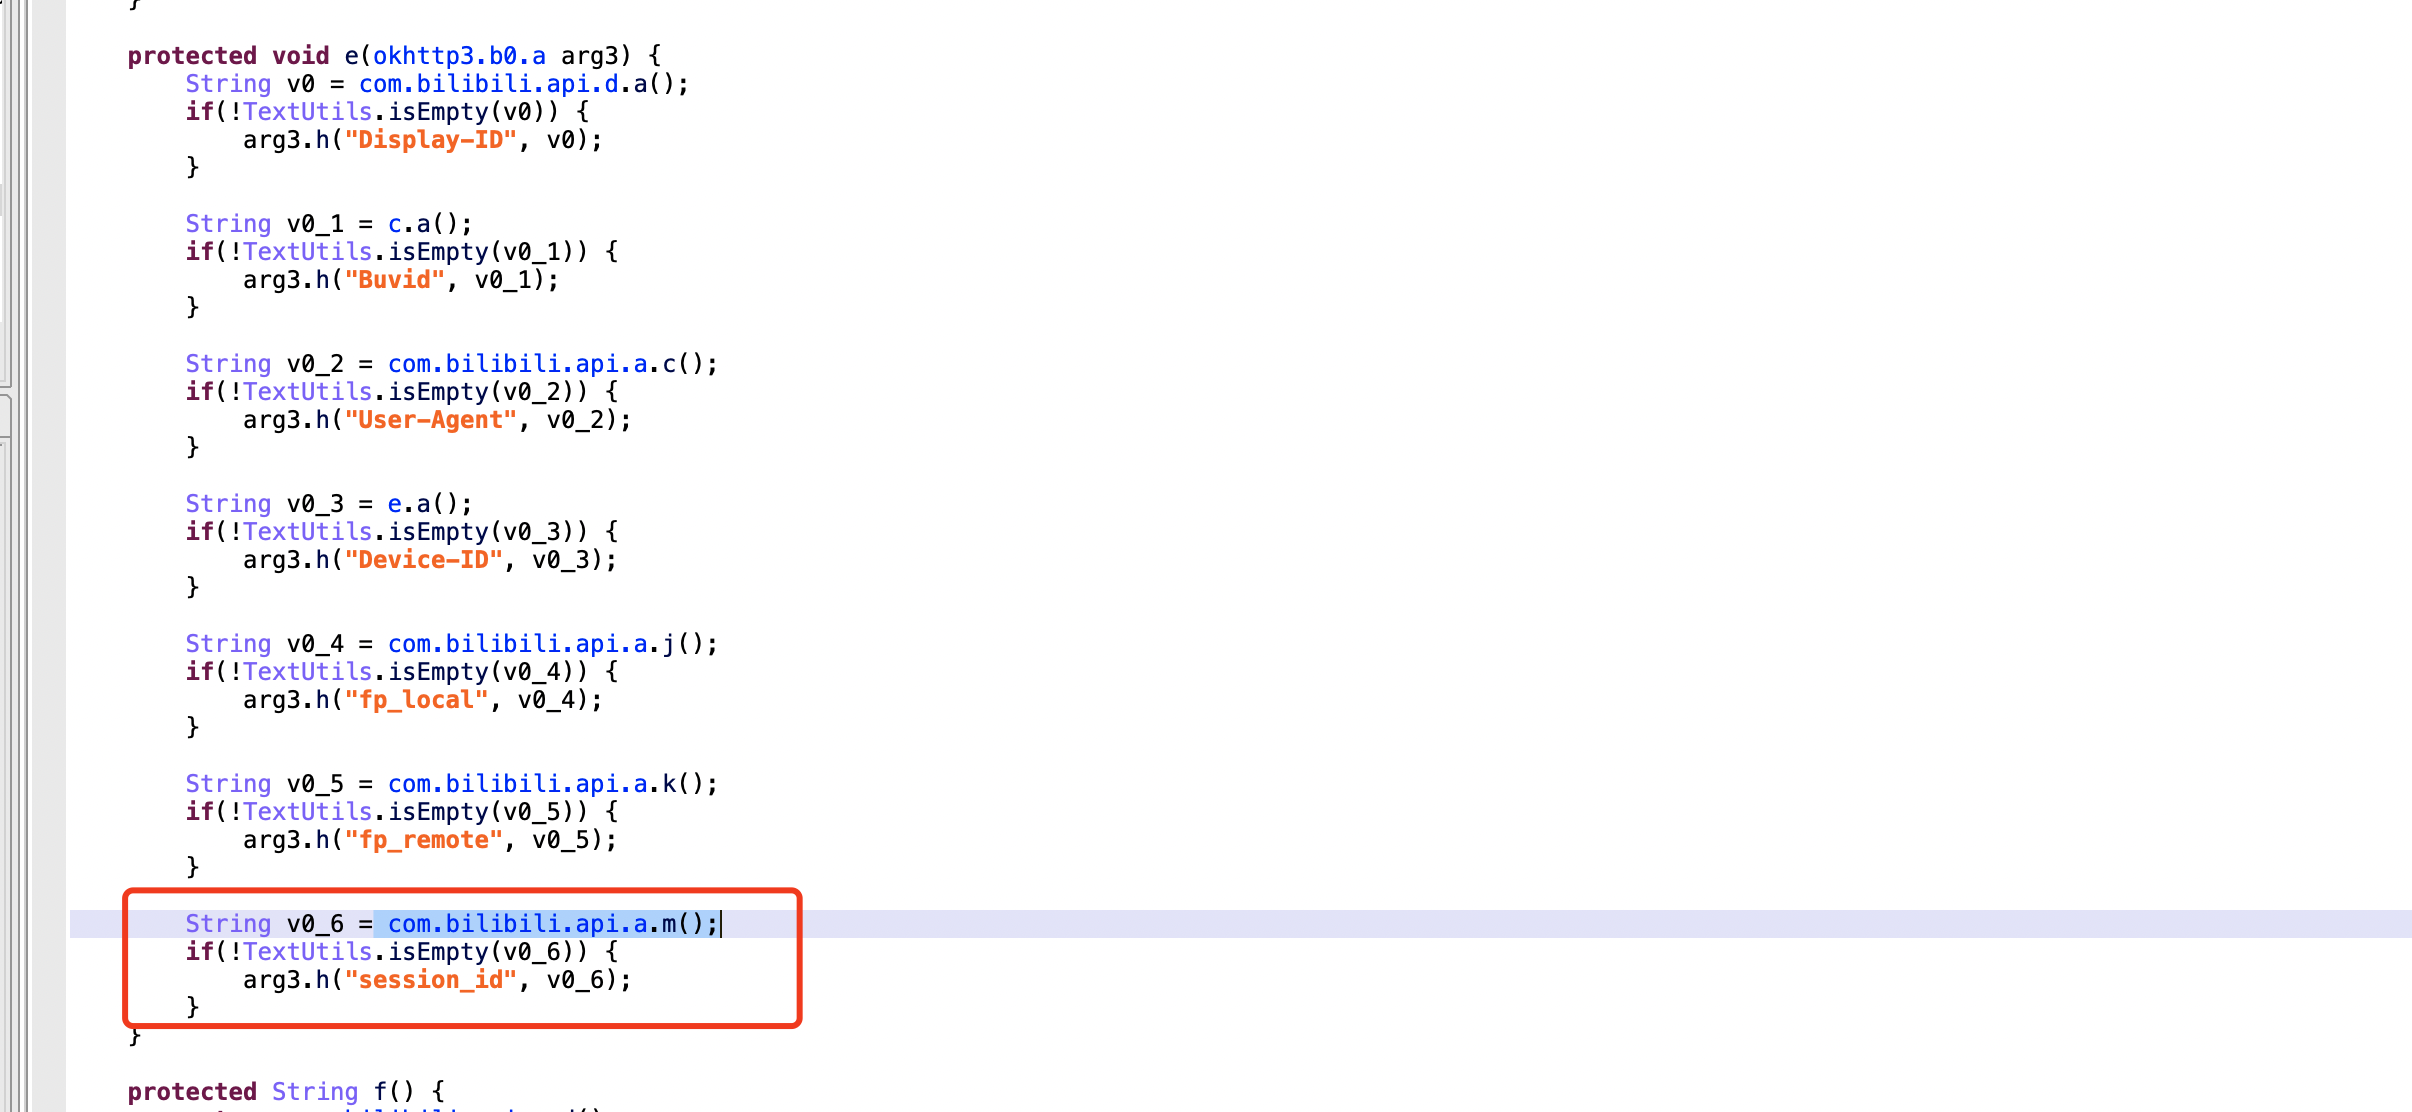 }
protected void e(okhttp3.b0.a arg3) {
String v0 = com.bilibili.api.d.a();
if(!TextUtils.isEmpty(v0)) {
arg3.h("Display-ID", v0);
}
String v0_1 = c.a();
if(!TextUtils.isEmpty(v0_1)) {
arg3.h("Buvid", v0_1);
}
String v0_2 = com.bilibili.api.a.c();
if(!TextUtils.isEmpty(v0_2)) {
arg3.h("User-Agent", v0_2);
}
String v0_3 = e.a();
if(!TextUtils.isEmpty(v0_3)) {
arg3.h("Device-ID", v0_3);
}
String v0_4 = com.bilibili.api.a.j();
if(!TextUtils.isEmpty(v0_4)) {
arg3.h("fp_local", v0_4);
}
String v0_5 = com.bilibili.api.a.k();
if(!TextUtils.isEmpty(v0_5)) {
arg3.h("fp_remote", v0_5);
}
String v0_6 = com.bilibili.api.a.m();
if(!TextUtils.isEmpty(v0_6)) {
arg3.h("session_id", v0_6);
}
}
protected String f() {